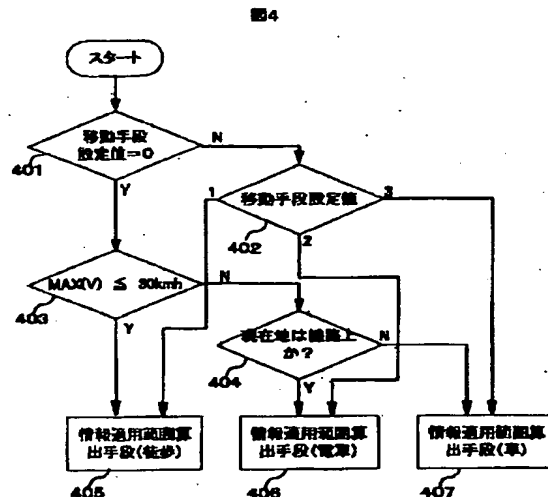 図4
スタート
移動手段
設定値=0
401
N
Y
1
移動手段設定値
3
402
2
MAX(V) ≦ 30kmh
403
N
Y
現在地は線路上
か?
404
N
Y
情報適用範囲算
出手段(徒歩)
405
情報適用範囲算
出手段(電車)
406
情報適用範囲算
出手段(車)
407